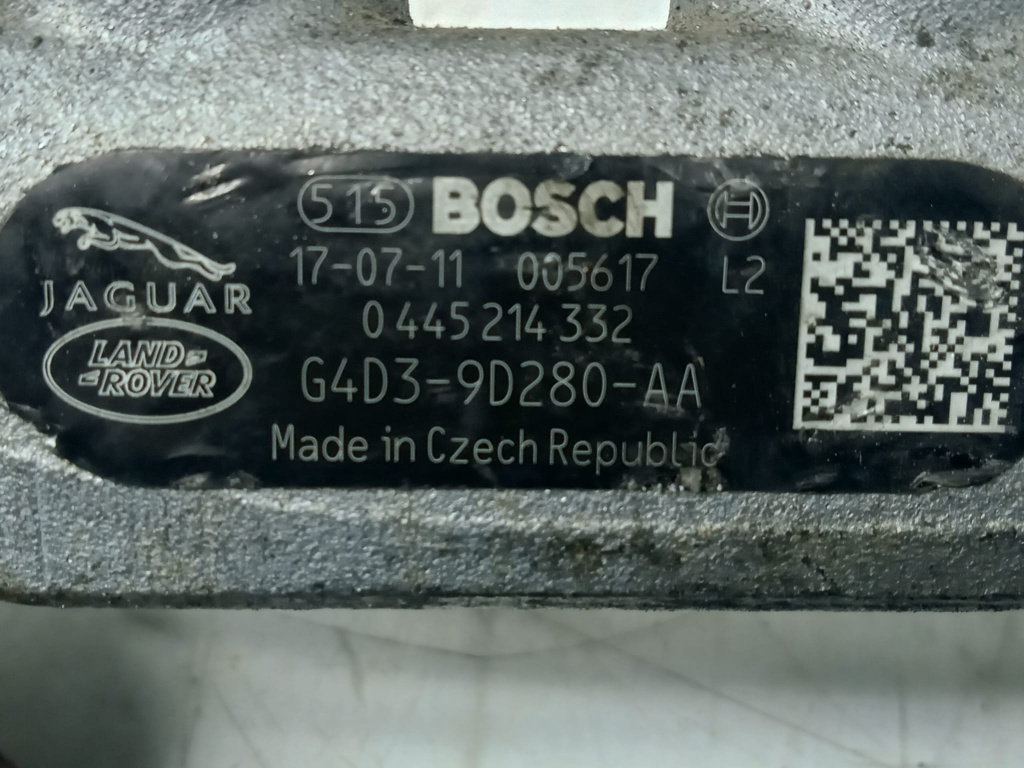 515 BOSCH
17-07-11 005617 L2
JAGUAR
0 445 214 332
LAND-
-ROVER
G4D3-9D280-AA
Made in Czech Republic